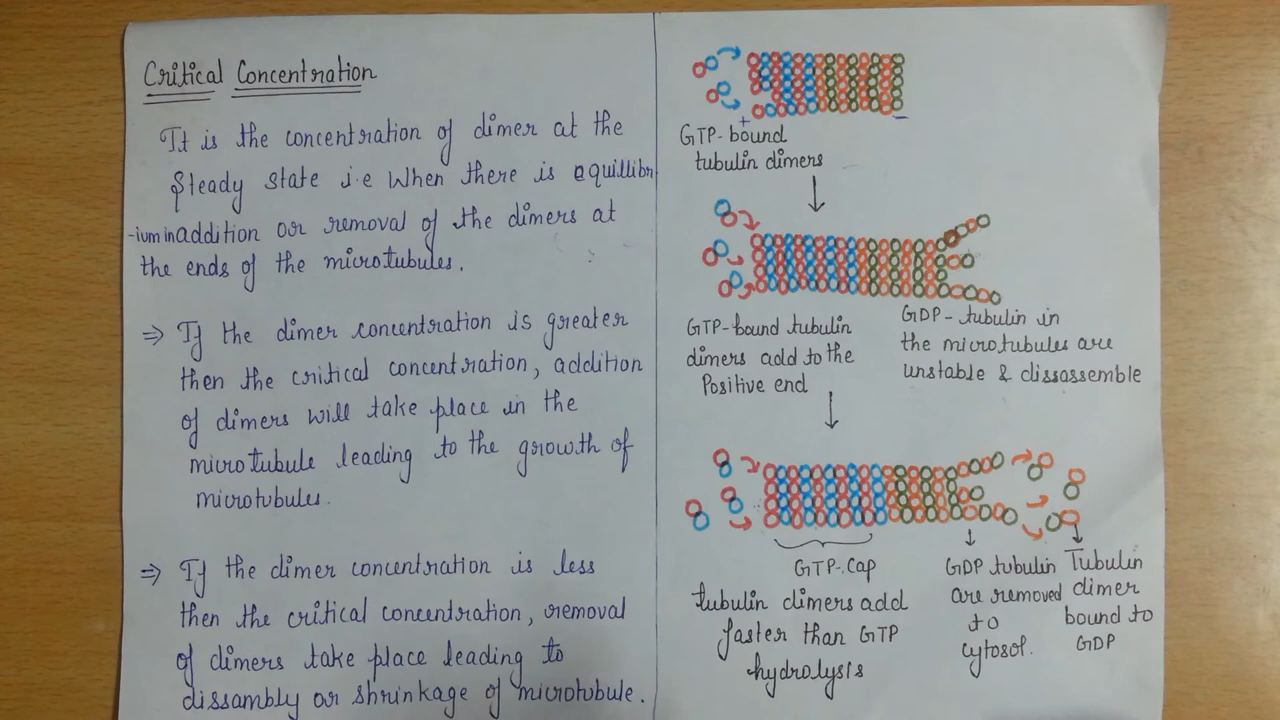 Critical Concentration
It is the concentration of dimer at the
steady state i.e When there is equillibr
-ium in addition or removal of the dimers at
the ends of the microtubules.
⇒ If the dimer concentration is greater
then the critical concentration, addition
of dimers will take place in the
microtubule leading to the growth of
microtubules.
⇒ If the dimer concentration is less
then the critical concentration, removal
of dimers take place leading to
dissambly or shrinkage of microtubule.
+
−
GTP-bound
tubulin dimers
GTP-bound tubulin
dimers add to the
Positive end
GDP-tubulin in
the microtubules are
unstable & dissassemble
GTP-Cap
tubulin dimers add
faster than GTP
hydrolysis
GDP tubulin
are removed
to
cytosol.
Tubulin
dimer
bound to
GDP